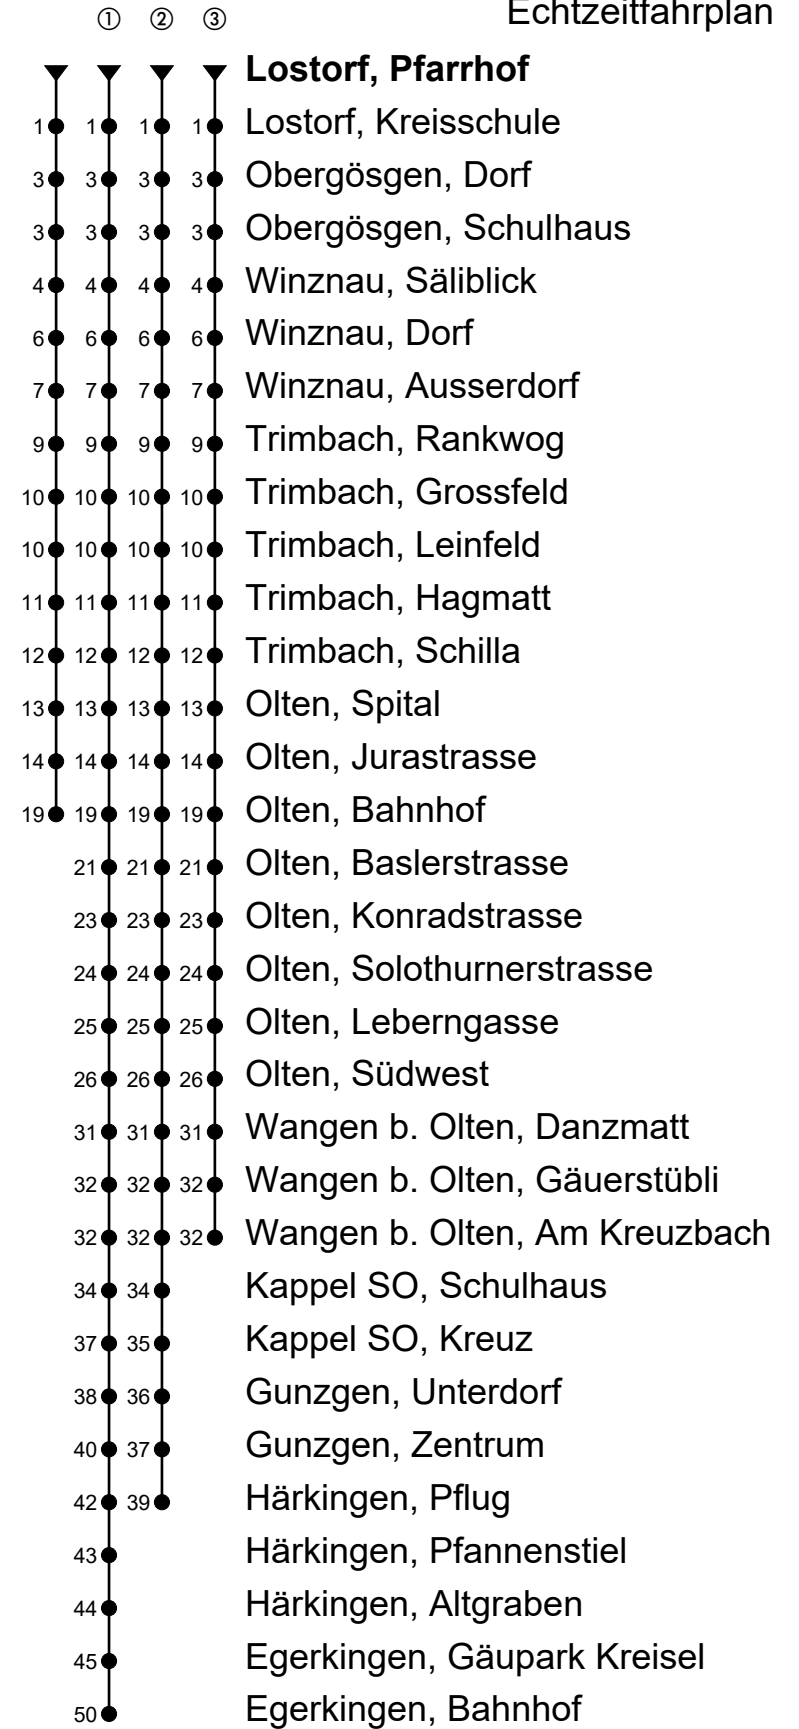 ① ② ③ Echtzeitfahrplan
Lostorf, Pfarrhof
1 1 1 1 Lostorf, Kreisschule
3 3 3 3 Obergösgen, Dorf
3 3 3 3 Obergösgen, Schulhaus
4 4 4 4 Winznau, Säliblick
6 6 6 6 Winznau, Dorf
7 7 7 7 Winznau, Ausserdorf
9 9 9 9 Trimbach, Rankwog
10 10 10 10 Trimbach, Grossfeld
10 10 10 10 Trimbach, Leinfeld
11 11 11 11 Trimbach, Hagmatt
12 12 12 12 Trimbach, Schilla
13 13 13 13 Olten, Spital
14 14 14 14 Olten, Jurastrasse
19 19 19 19 Olten, Bahnhof
21 21 21 Olten, Baslerstrasse
23 23 23 Olten, Konradstrasse
24 24 24 Olten, Solothurnerstrasse
25 25 25 Olten, Leberngasse
26 26 26 Olten, Südwest
31 31 31 Wangen b. Olten, Danzmatt
32 32 32 Wangen b. Olten, Gäuerstübli
32 32 32 Wangen b. Olten, Am Kreuzbach
34 34 Kappel SO, Schulhaus
37 35 Kappel SO, Kreuz
38 36 Gunzgen, Unterdorf
40 37 Gunzgen, Zentrum
42 39 Härkingen, Pflug
43 Härkingen, Pfannenstiel
44 Härkingen, Altgraben
45 Egerkingen, Gäupark Kreisel
50 Egerkingen, Bahnhof